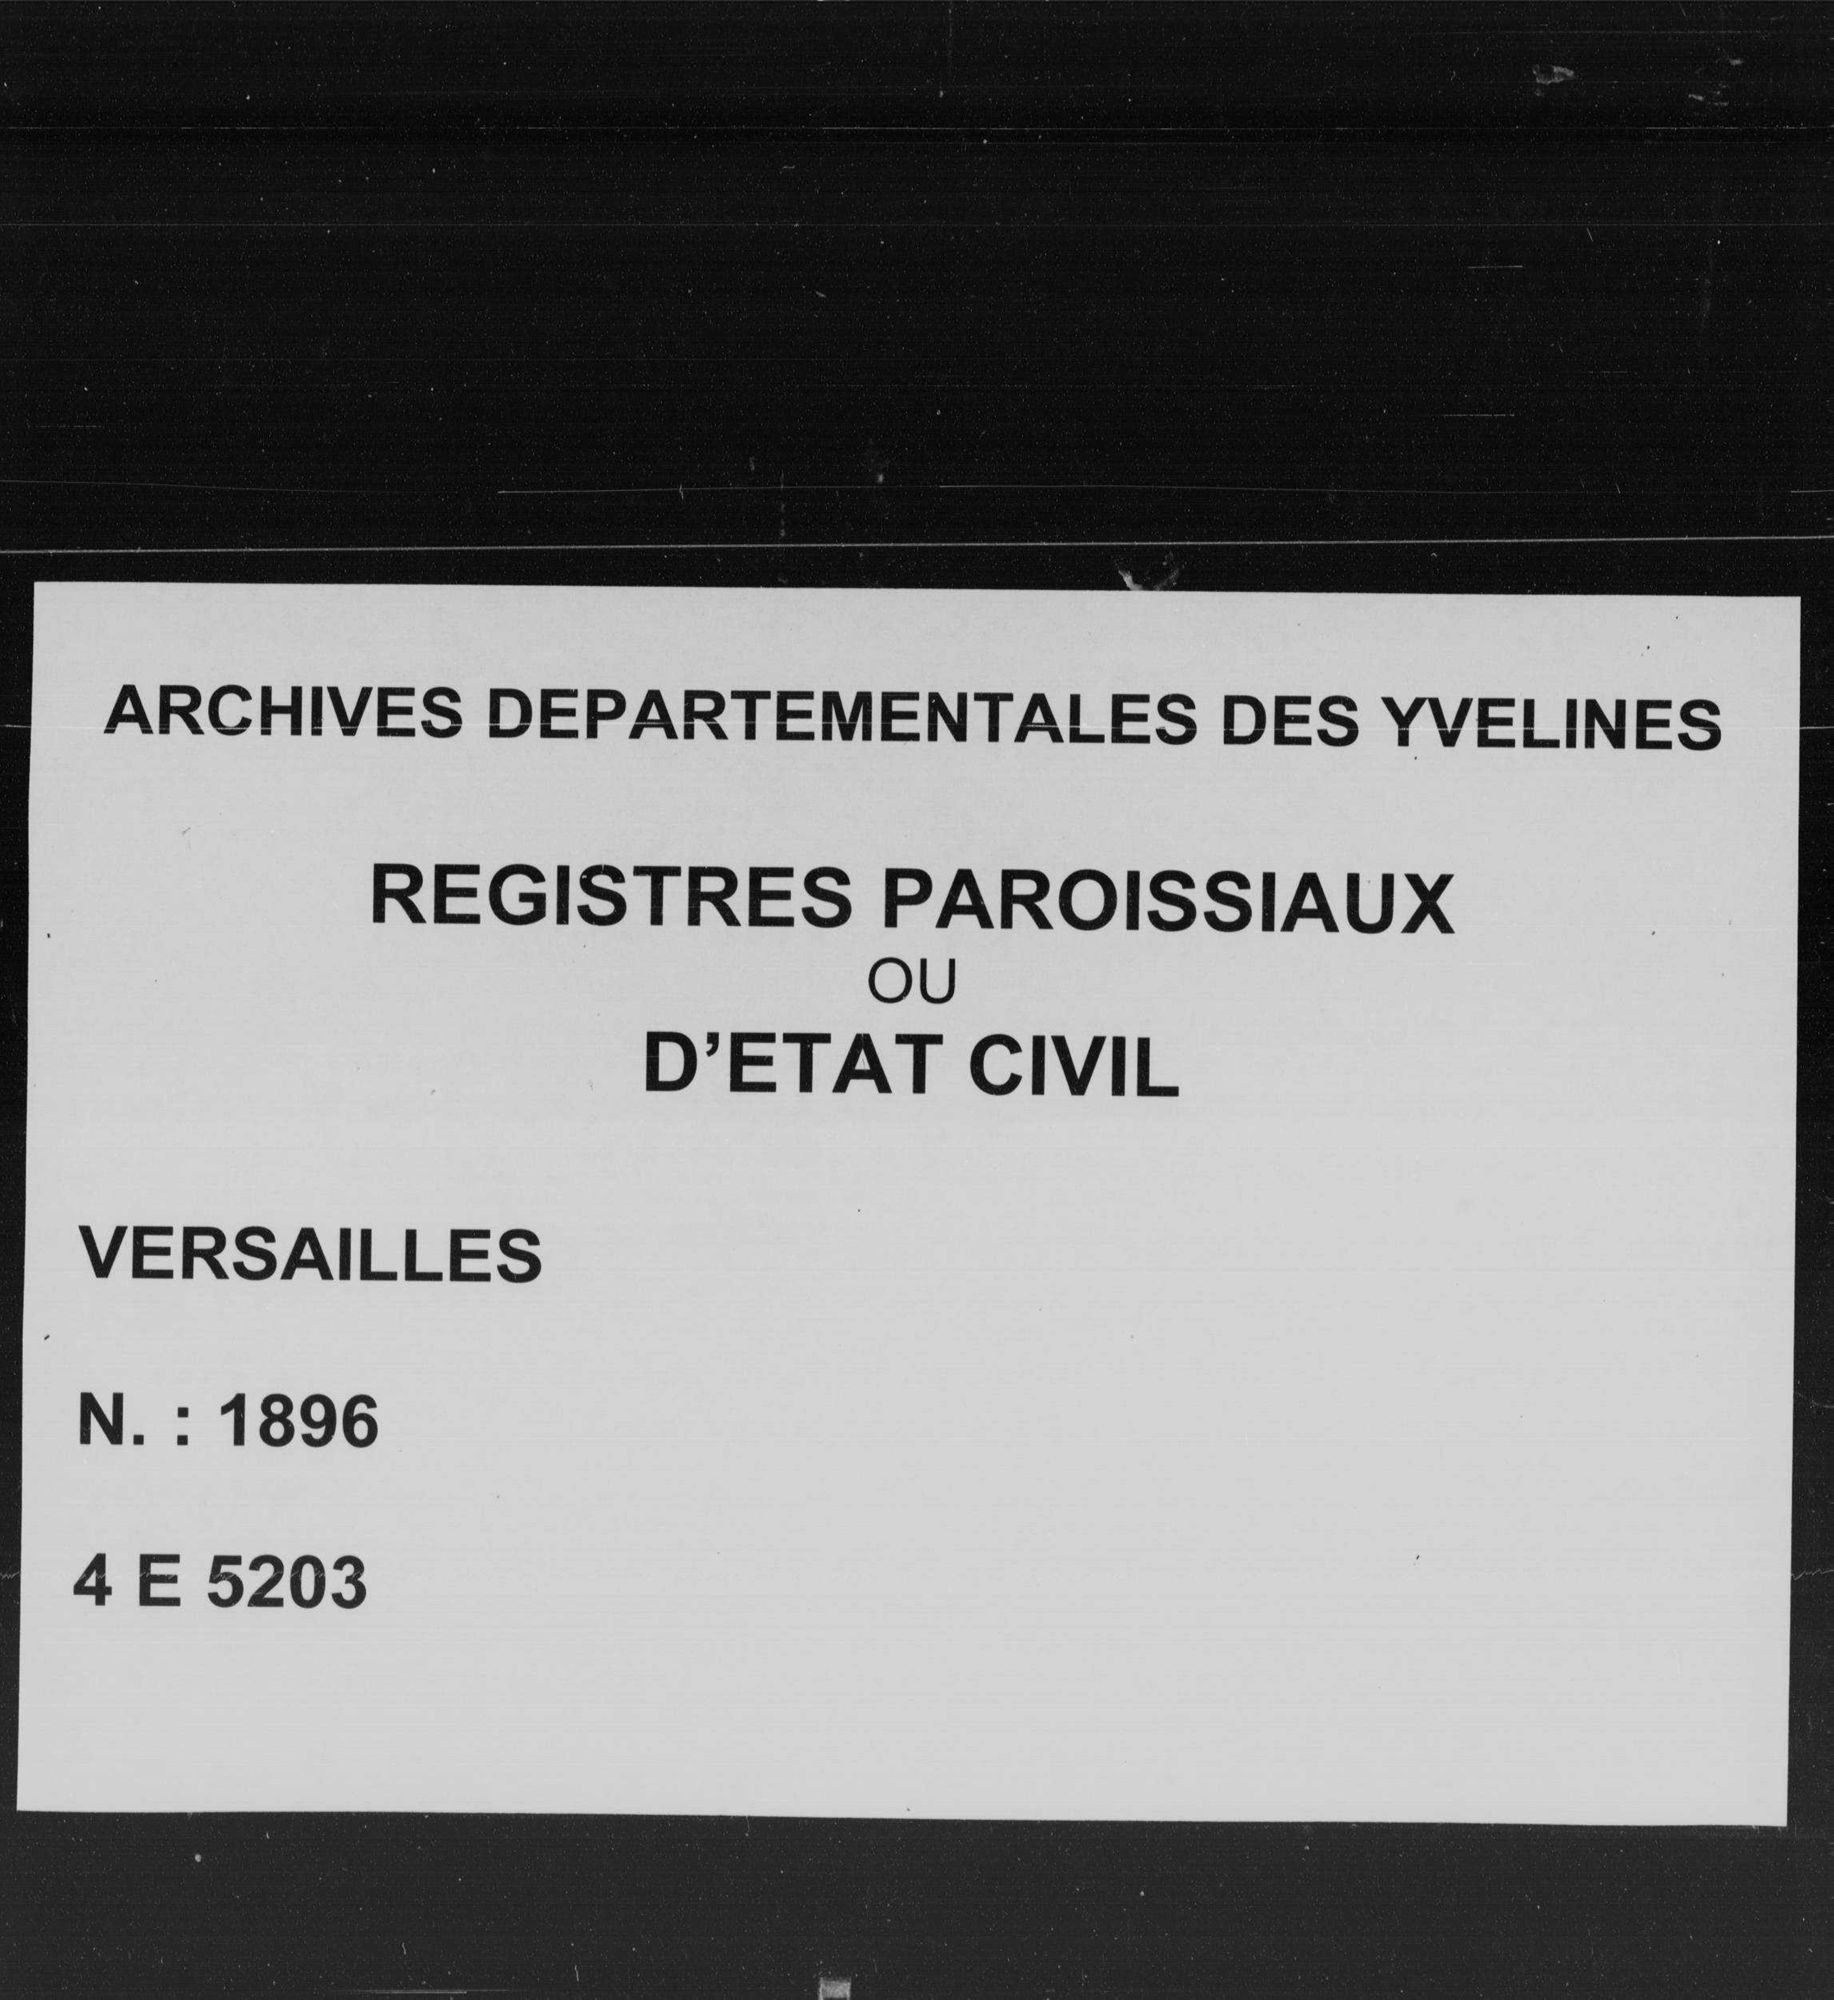 ARCHIVES DEPARTEMENTALES DES YVELINES
REGISTRES PAROISSIAUX
OU
D’ETAT CIVIL
VERSAILLES
N. : 1896
4 E 5203